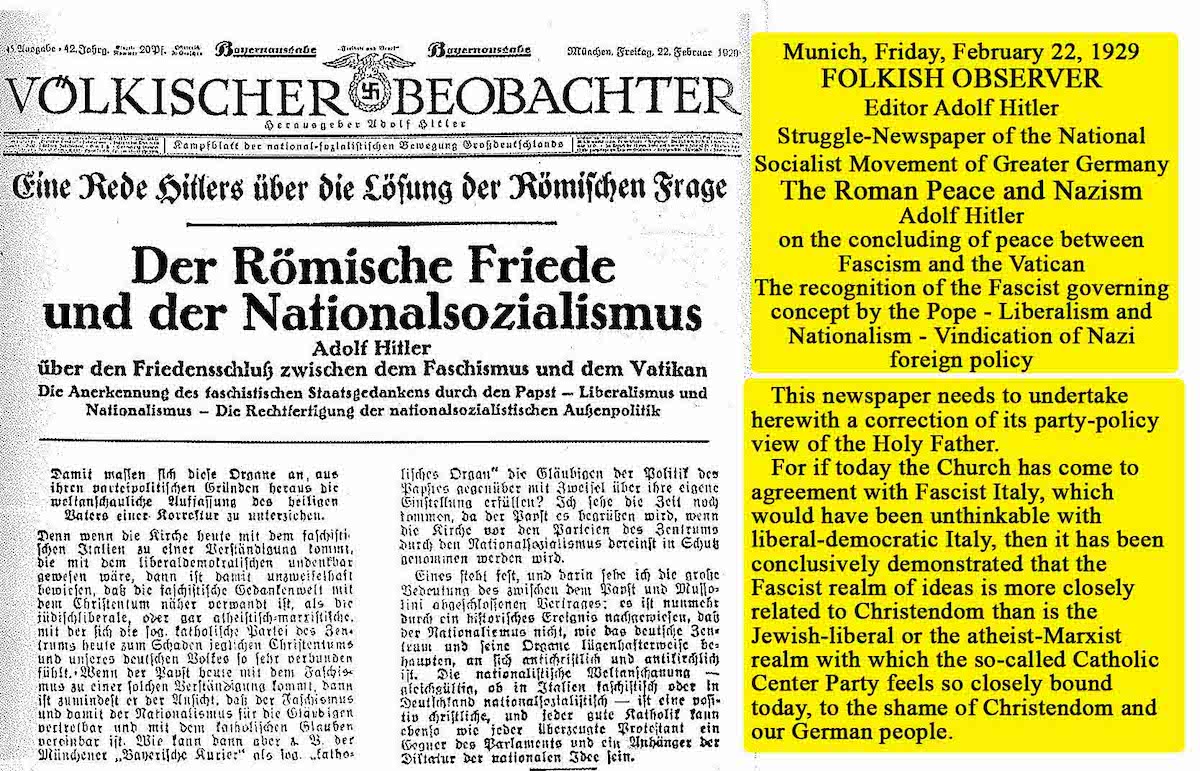 Ausgabe · 42. Jahrg. 20 Pf.
Bayernausgabe
Bayernausgabe
München, Freitag, 22. Februar 1929
VÖLKISCHER BEOBACHTER
Herausgeber Adolf Hitler
Kampfblatt der national-sozialistischen Bewegung Großdeutschlands
Eine Rede Hitlers über die Lösung der Römischen Frage
Der Römische Friede
und der Nationalsozialismus
Adolf Hitler
über den Friedensschluß zwischen dem Faschismus und dem Vatikan
Die Anerkennung des faschistischen Staatsgedankens durch den Papst — Liberalismus und
Nationalismus — Die Rechtfertigung der nationalsozialistischen Außenpolitik
Damit maßen sich diese Organe an, aus
ihren parteipolitischen Gründen heraus die
weltanschauliche Auffassung des heiligen
Vaters einer Korrektur zu unterziehen.
Denn wenn die Kirche heute mit dem faschisti-
schen Italien zu einer Verständigung kommt,
die mit dem liberaldemokratischen undenkbar
gewesen wäre, dann ist damit unzweifelhaft
bewiesen, daß die faschistische Gedankenwelt mit
dem Christentum näher verwandt ist, als die
jüdischliberale, oder gar atheistisch-marxistische,
mit der sich die sog. katholische Partei des Zen-
trums heute zum Schaden jeglichen Christentums
und unseres deutschen Volkes so sehr verbunden
fühlt. Wenn der Papst heute mit dem Faschis-
mus zu einer solchen Verständigung kommt, dann
ist zumindest er der Ansicht, daß der Faschismus
und damit der Nationalismus für die Gläubigen
vertretbar und mit dem katholischen Glauben
vereinbar ist. Wie kann dann aber z. B. der
Münchener „Bayerische Kurier" als sog. „katho-
lisches Organ" die Gläubigen der Politik des
Papstes gegenüber mit Zweifel über ihre eigene
Einstellung erfüllen? Ich sehe die Zeit noch
kommen, da der Papst es begrüßen wird, wenn
die Kirche vor den Parteien des Zentrums
durch den Nationalsozialismus dereinst in Schutz
genommen werden wird.
Eines steht fest, und darin sehe ich die große
Bedeutung des zwischen dem Papst und Musso-
lini abgeschlossenen Vertrages: es ist nunmehr
durch ein historisches Ereignis nachgewiesen, daß
der Nationalismus nicht, wie das deutsche Zen-
trum und seine Organe lügenhafterweise be-
haupten, an sich antichristlich und antikirchlich
ist. Die nationalistische Weltanschauung —
gleichgültig, ob in Italien faschistisch oder in
Deutschland nationalsozialistisch — ist eine posi-
tiv christliche, und jeder gute Katholik kann
ebenso wie jeder überzeugte Protestant ein
Gegner des Parlaments und ein Anhänger der
Diktatur der nationalen Idee sein.
Munich, Friday, February 22, 1929
FOLKISH OBSERVER
Editor Adolf Hitler
Struggle-Newspaper of the National
Socialist Movement of Greater Germany
The Roman Peace and Nazism
Adolf Hitler
on the concluding of peace between
Fascism and the Vatican
The recognition of the Fascist governing
concept by the Pope - Liberalism and
Nationalism - Vindication of Nazi
foreign policy
This newspaper needs to undertake
herewith a correction of its party-policy
view of the Holy Father.
For if today the Church has come to
agreement with Fascist Italy, which
would have been unthinkable with
liberal-democratic Italy, then it has been
conclusively demonstrated that the
Fascist realm of ideas is more closely
related to Christendom than is the
Jewish-liberal or the atheist-Marxist
realm with which the so-called Catholic
Center Party feels so closely bound
today, to the shame of Christendom and
our German people.